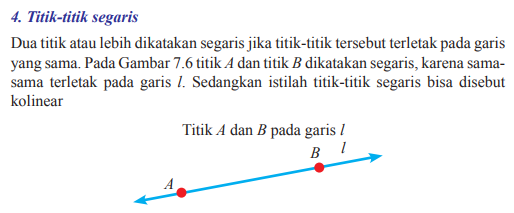 4. Titik-titik segaris
Dua titik atau lebih dikatakan segaris jika titik-titik tersebut terletak pada garis
yang sama. Pada Gambar 7.6 titik A dan titik B dikatakan segaris, karena sama-
sama terletak pada garis l. Sedangkan istilah titik-titik segaris bisa disebut
kolinear
Titik A dan B pada garis l
B l
A